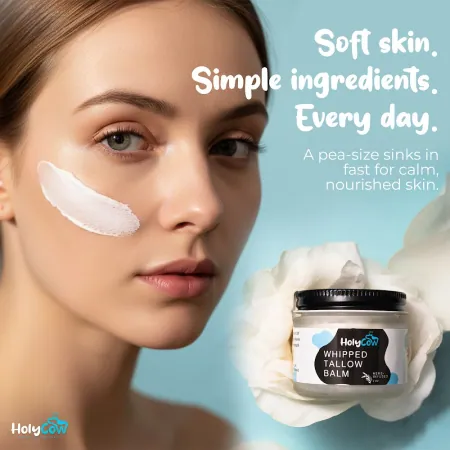 Soft skin.
Simple ingredients.
Every day.
A pea-size sinks in
fast for calm,
nourished skin.
HolyCow
WHIPPED
TALLOW
BALM
HolyCow